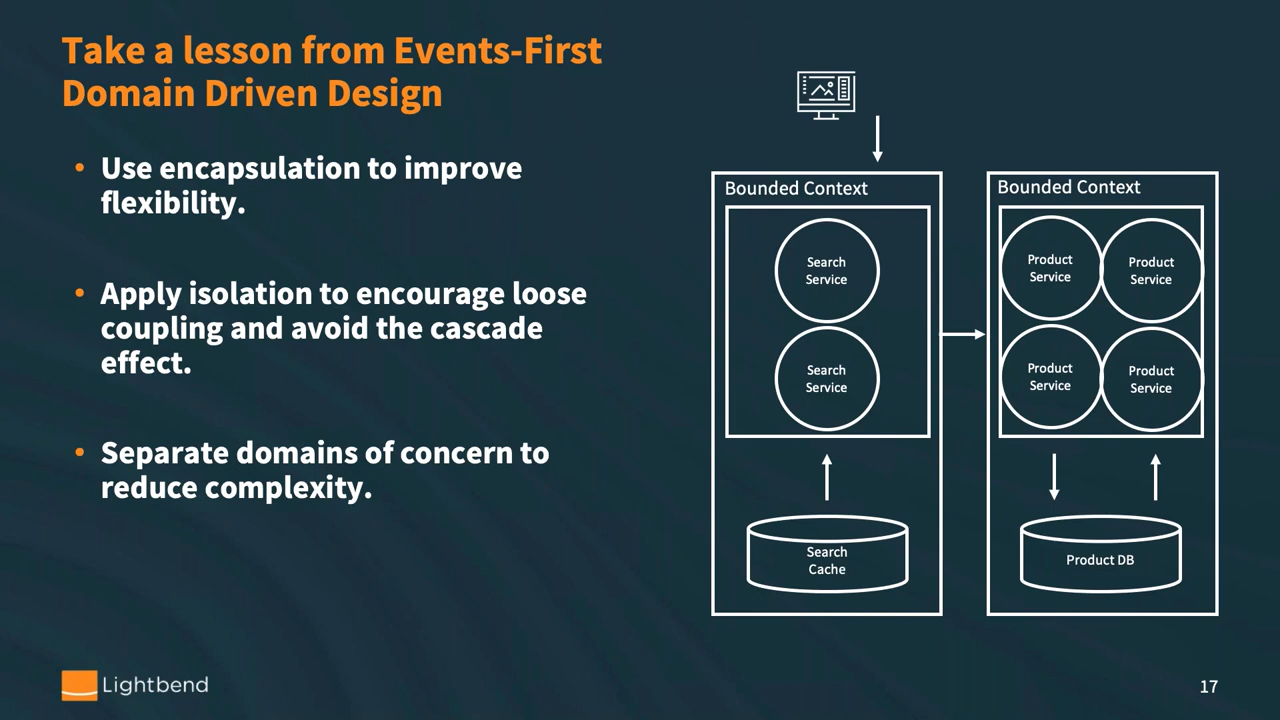 Take a lesson from Events-First
Domain Driven Design
• Use encapsulation to improve
flexibility.
• Apply isolation to encourage loose
coupling and avoid the cascade
effect.
• Separate domains of concern to
reduce complexity.
Bounded Context
Search
Service
Search
Service
Search
Cache
Bounded Context
Product
Service
Product
Service
Product
Service
Product
Service
Product DB
Lightbend
17